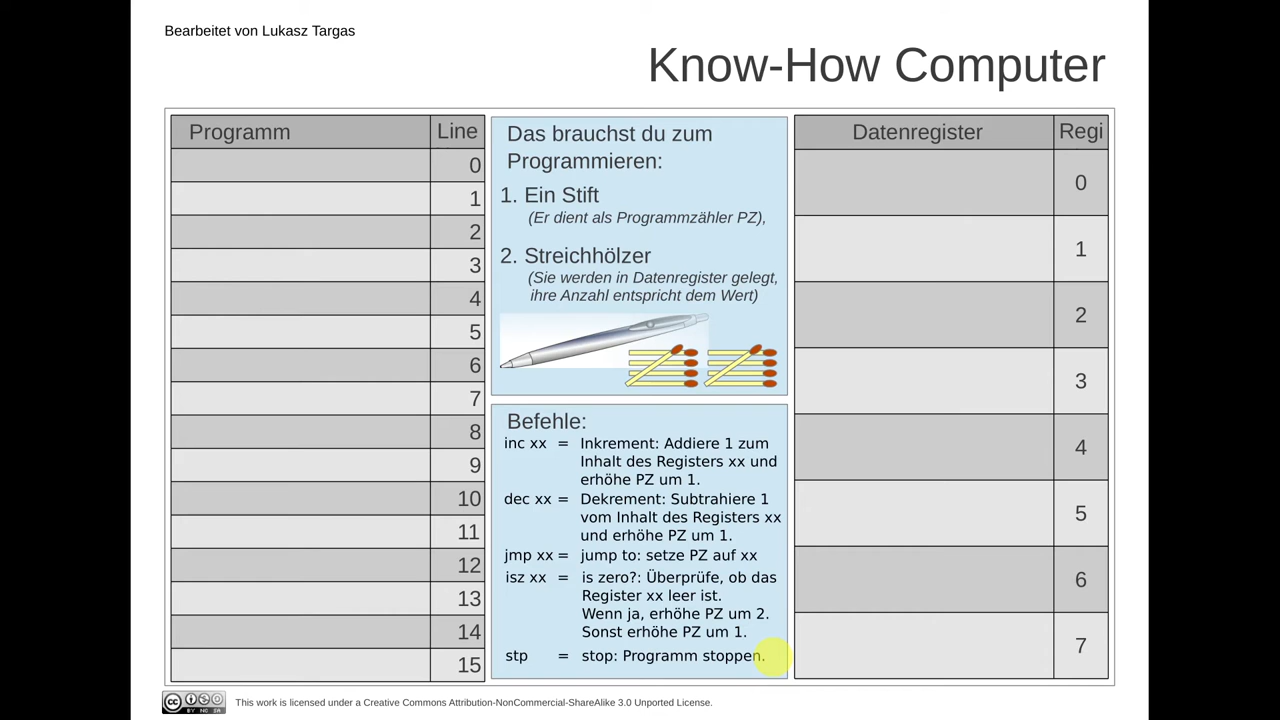 Bearbeitet von Lukasz Targas
Know-How Computer
Programm
Line
0
1
2
3
4
5
6
7
8
9
10
11
12
13
14
15
Das brauchst du zum
Programmieren:
1. Ein Stift
(Er dient als Programmzähler PZ),
2. Streichhölzer
(Sie werden in Datenregister gelegt,
ihre Anzahl entspricht dem Wert)
Befehle:
inc xx = Inkrement: Addiere 1 zum
Inhalt des Registers xx und
erhöhe PZ um 1.
dec xx = Dekrement: Subtrahiere 1
vom Inhalt des Registers xx
und erhöhe PZ um 1.
jmp xx = jump to: setze PZ auf xx
isz xx = is zero?: Überprüfe, ob das
Register xx leer ist.
Wenn ja, erhöhe PZ um 2.
Sonst erhöhe PZ um 1.
stp = stop: Programm stoppen.
Datenregister
Regi
0
1
2
3
4
5
6
7
cc BY NC SA
This work is licensed under a Creative Commons Attribution-NonCommercial-ShareAlike 3.0 Unported License.